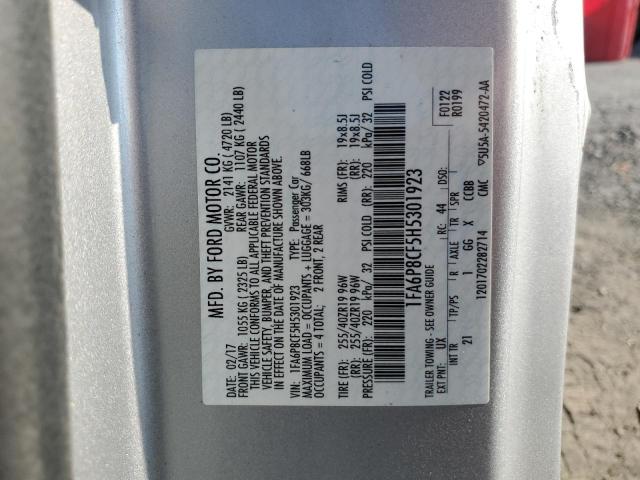 MFD. BY FORD MOTOR CO.
DATE: 02/17 GVWR: 2141 KG ( 4720 LB)
FRONT GAWR: 1055 KG ( 2325 LB) REAR GAWR: 1107 KG ( 2440 LB)
THIS VEHICLE CONFORMS TO ALL APPLICABLE FEDERAL MOTOR
VEHICLE SAFETY, BUMPER, AND THEFT PREVENTION STANDARDS
IN EFFECT ON THE DATE OF MANUFACTURE SHOWN ABOVE.
VIN: 1FA6P8CF5H5301923 TYPE: Passenger Car
MAXIMUM LOAD = OCCUPANTS + LUGGAGE = 303KG/ 668LB
OCCUPANTS = 4 TOTAL; 2 FRONT, 2 REAR
TIRE (FR): 255/40ZR19 96W RIMS (FR): 19x8.5J
(RR): 255/40ZR19 96W (RR): 19x8.5J
PRESSURE (FR): 220 kPa/ 32 PSI COLD (RR): 220 kPa/ 32 PSI COLD
1FA6P8CF5H5301923
TRAILER TOWING - SEE OWNER GUIDE F0122
EXT PNT: UX RC: 44 DSO: R0199
INT TR TP/PS R AXLE TR SPR
21 1 GG X CCBB
1201702282714 CMC ▽5U5A-5420472-AA